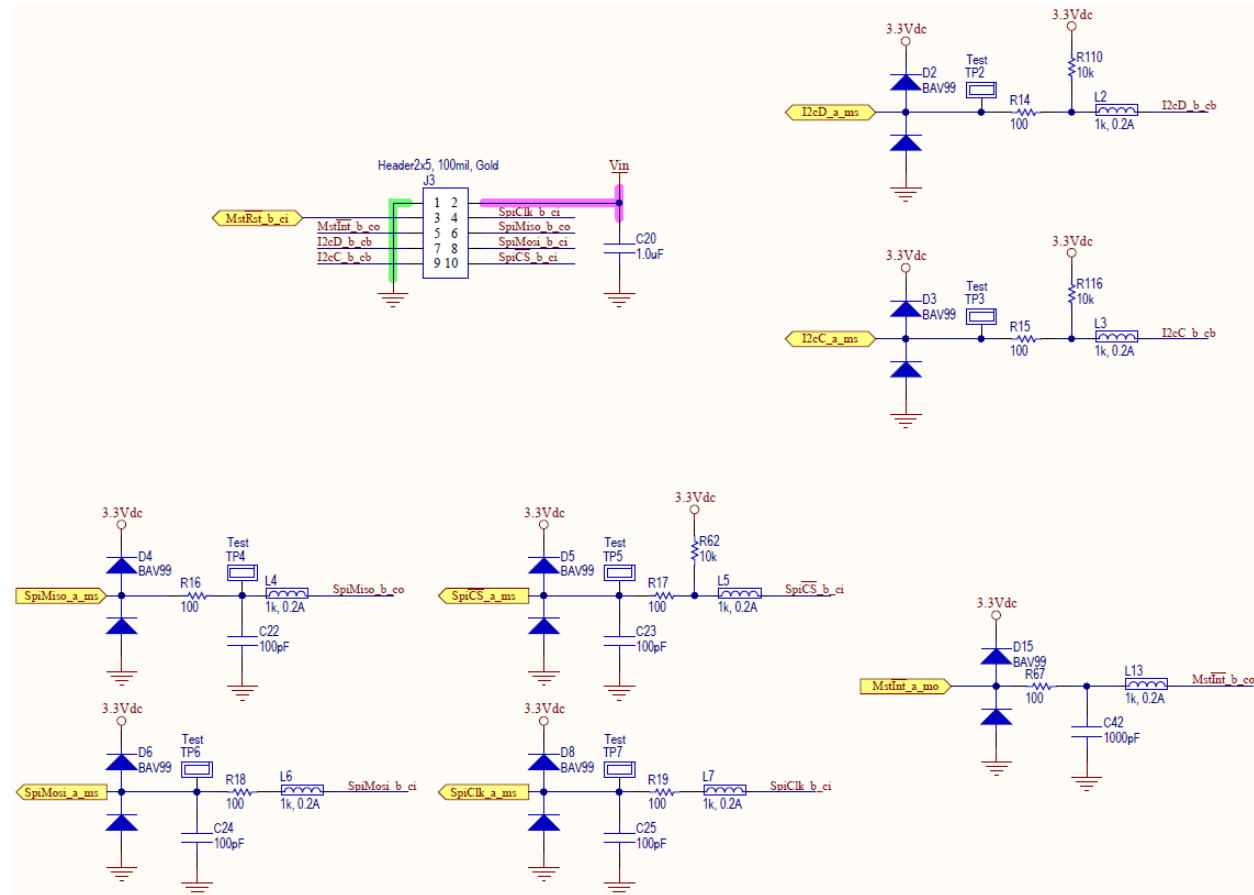 3.3Vdc
3.3Vdc
D2
BAV99
Test
TP2
R110
10k
R14
100
L2
1k, 0.2A
I2cD_a_ms
I2cD_b_cb
Header2x5, 100mil, Gold
J3
Vin
1 2
3 4
5 6
7 8
9 10
MstRst_b_ci
MstInt_b_co
I2cD_b_cb
I2cC_b_cb
SpiClk_b_ci
SpiMiso_b_co
SpiMosi_b_ci
SpiCS_b_ci
C20
1.0uF
3.3Vdc
3.3Vdc
D3
BAV99
Test
TP3
R116
10k
R15
100
L3
1k, 0.2A
I2cC_a_ms
I2cC_b_cb
3.3Vdc
D4
BAV99
Test
TP4
R16
100
L4
1k, 0.2A
SpiMiso_a_ms
SpiMiso_b_co
C22
100pF
3.3Vdc
3.3Vdc
D5
BAV99
Test
TP5
R62
10k
R17
100
L5
1k, 0.2A
SpiCS_a_ms
SpiCS_b_ci
C23
100pF
3.3Vdc
D15
BAV99
R67
100
L13
1k, 0.2A
MstInt_a_mo
MstInt_b_co
C42
1000pF
3.3Vdc
D6
BAV99
Test
TP6
R18
100
L6
1k, 0.2A
SpiMosi_a_ms
SpiMosi_b_ci
C24
100pF
3.3Vdc
D8
BAV99
Test
TP7
R19
100
L7
1k, 0.2A
SpiClk_a_ms
SpiClk_b_ci
C25
100pF